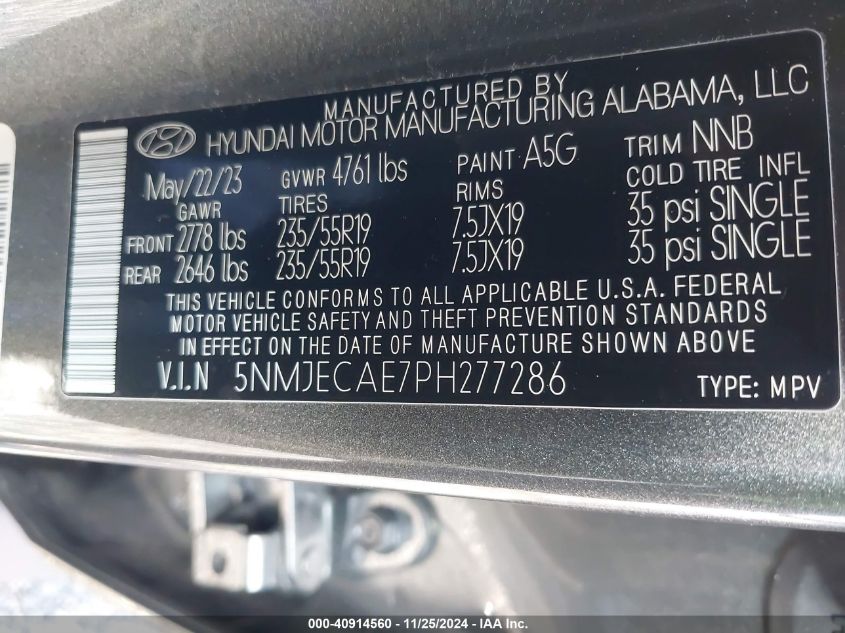 MANUFACTURED BY
HYUNDAI MOTOR MANUFACTURING ALABAMA, LLC
May/22/23 GVWR 4761 lbs PAINT A5G TRIM NNB
GAWR TIRES RIMS COLD TIRE INFL
FRONT 2778 lbs 235/55R19 7.5JX19 35 psi SINGLE
REAR 2646 lbs 235/55R19 7.5JX19 35 psi SINGLE
THIS VEHICLE CONFORMS TO ALL APPLICABLE U.S.A. FEDERAL
MOTOR VEHICLE SAFETY AND THEFT PREVENTION STANDARDS
IN EFFECT ON THE DATE OF MANUFACTURE SHOWN ABOVE
V.I.N 5NMJECAE7PH277286 TYPE: MPV
000-40914560 - 11/25/2024 - IAAI.com